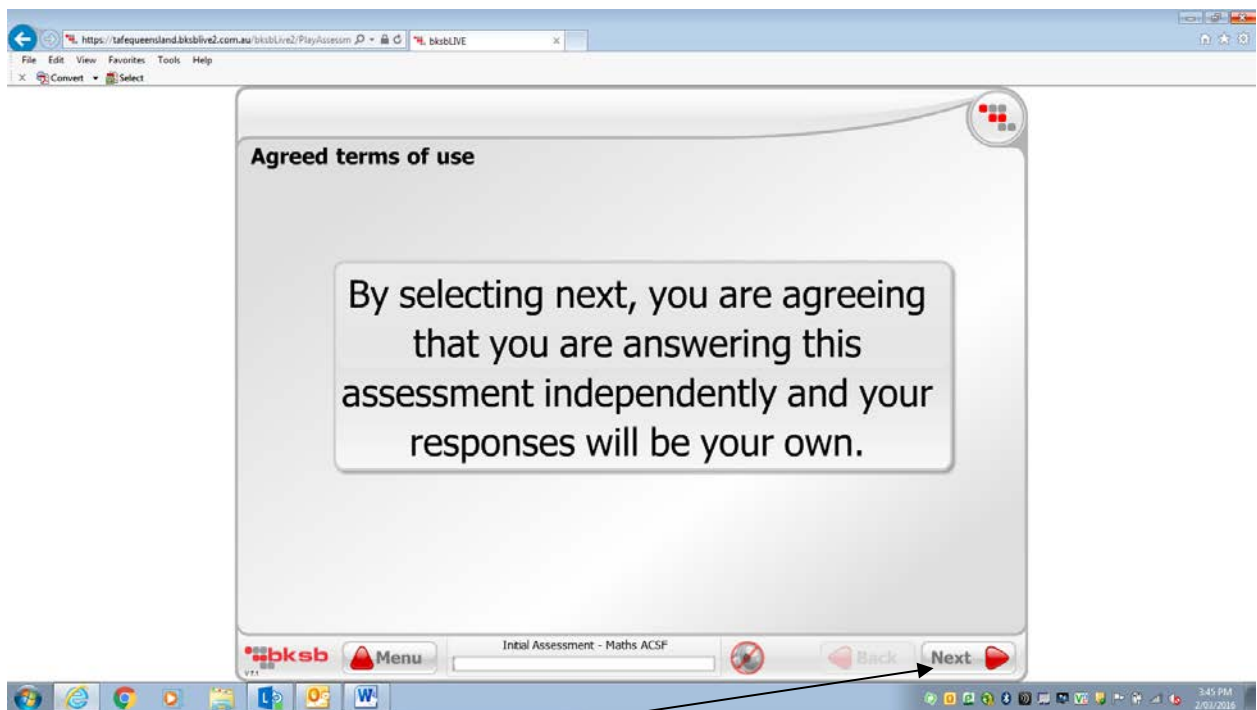 https://tafequeensland.bksblive2.com.au/bksbLive2/PlayAssessm
bksbLIVE
File Edit View Favorites Tools Help
X Convert Select
Agreed terms of use
By selecting next, you are agreeing
that you are answering this
assessment independently and your
responses will be your own.
Initial Assessment - Maths ACSF
bksb Menu Back Next
3:45 PM
2/03/2016